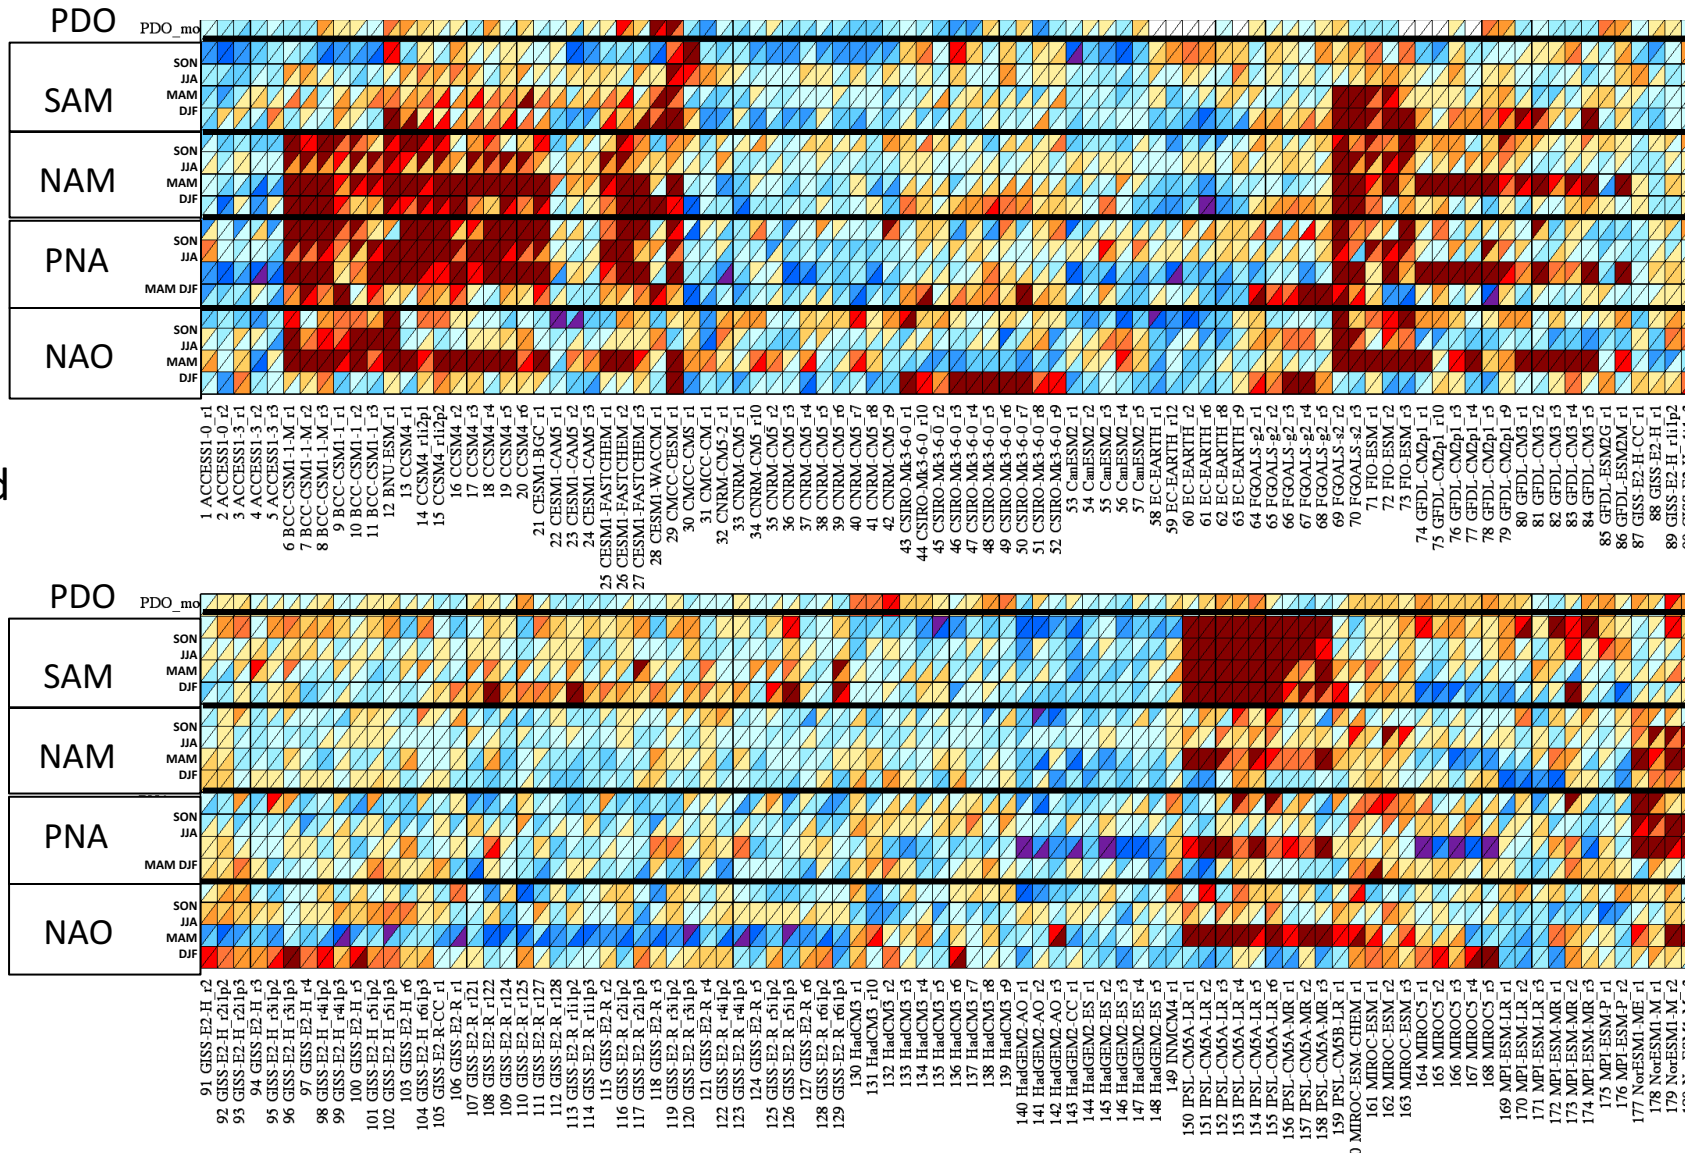 PDO
PDO_mo
SAM
SON
JJA
MAM
DJF
NAM
SON
JJA
MAM
DJF
PNA
SON
JJA
MAM DJF
NAO
SON
JJA
MAM
DJF
d
1 ACCESS1-0_r1
2 ACCESS1-0_r2
3 ACCESS1-3_r1
4 ACCESS1-3_r2
5 ACCESS1-3_r3
6 BCC-CSM1-1-M_r1
7 BCC-CSM1-1-M_r2
8 BCC-CSM1-1-M_r3
9 BCC-CSM1-1_r1
10 BCC-CSM1-1_r2
11 BCC-CSM1-1_r3
12 BNU-ESM_r1
13 CCSM4_r1
14 CCSM4_r1i2p1
15 CCSM4_r1i2p2
16 CCSM4_r2
17 CCSM4_r3
18 CCSM4_r4
19 CCSM4_r5
20 CCSM4_r6
21 CESM1-BGC_r1
22 CESM1-CAM5_r1
23 CESM1-CAM5_r2
24 CESM1-CAM5_r3
25 CESM1-FASTCHEM_r1
26 CESM1-FASTCHEM_r2
27 CESM1-FASTCHEM_r3
28 CESM1-WACCM_r1
29 CMCC-CESM_r1
30 CMCC-CMS_r1
31 CMCC-CM_r1
32 CNRM-CM5-2_r1
33 CNRM-CM5_r1
34 CNRM-CM5_r10
35 CNRM-CM5_r2
36 CNRM-CM5_r3
37 CNRM-CM5_r4
38 CNRM-CM5_r5
39 CNRM-CM5_r6
40 CNRM-CM5_r7
41 CNRM-CM5_r8
42 CNRM-CM5_r9
43 CSIRO-Mk3-6-0_r1
44 CSIRO-Mk3-6-0_r10
45 CSIRO-Mk3-6-0_r2
46 CSIRO-Mk3-6-0_r3
47 CSIRO-Mk3-6-0_r4
48 CSIRO-Mk3-6-0_r5
49 CSIRO-Mk3-6-0_r6
50 CSIRO-Mk3-6-0_r7
51 CSIRO-Mk3-6-0_r8
52 CSIRO-Mk3-6-0_r9
53 CanESM2_r1
54 CanESM2_r2
55 CanESM2_r3
56 CanESM2_r4
57 CanESM2_r5
58 EC-EARTH_r1
59 EC-EARTH_r12
60 EC-EARTH_r2
61 EC-EARTH_r6
62 EC-EARTH_r8
63 EC-EARTH_r9
64 FGOALS-g2_r1
65 FGOALS-g2_r2
66 FGOALS-g2_r3
67 FGOALS-g2_r4
68 FGOALS-g2_r5
69 FGOALS-s2_r2
70 FGOALS-s2_r3
71 FIO-ESM_r1
72 FIO-ESM_r2
73 FIO-ESM_r3
74 GFDL-CM2p1_r1
75 GFDL-CM2p1_r10
76 GFDL-CM2p1_r3
77 GFDL-CM2p1_r4
78 GFDL-CM2p1_r5
79 GFDL-CM2p1_r9
80 GFDL-CM3_r1
81 GFDL-CM3_r2
82 GFDL-CM3_r3
83 GFDL-CM3_r4
84 GFDL-CM3_r5
85 GFDL-ESM2G_r1
86 GFDL-ESM2M_r1
87 GISS-E2-H-CC_r1
88 GISS-E2-H_r1
89 GISS-E2-H_r1i1p2
PDO
PDO_mo
SAM
SON
JJA
MAM
DJF
NAM
SON
JJA
MAM
DJF
PNA
SON
JJA
MAM DJF
NAO
SON
JJA
MAM
DJF
91 GISS-E2-H_r2
92 GISS-E2-H_r2i1p2
93 GISS-E2-H_r2i1p3
94 GISS-E2-H_r3
95 GISS-E2-H_r3i1p2
96 GISS-E2-H_r3i1p3
97 GISS-E2-H_r4
98 GISS-E2-H_r4i1p2
99 GISS-E2-H_r4i1p3
100 GISS-E2-H_r5
101 GISS-E2-H_r5i1p2
102 GISS-E2-H_r5i1p3
103 GISS-E2-H_r6
104 GISS-E2-H_r6i1p3
105 GISS-E2-R-CC_r1
106 GISS-E2-R_r1
107 GISS-E2-R_r121
108 GISS-E2-R_r122
109 GISS-E2-R_r124
110 GISS-E2-R_r125
111 GISS-E2-R_r127
112 GISS-E2-R_r128
113 GISS-E2-R_r1i1p2
114 GISS-E2-R_r1i1p3
115 GISS-E2-R_r2
116 GISS-E2-R_r2i1p2
117 GISS-E2-R_r2i1p3
118 GISS-E2-R_r3
119 GISS-E2-R_r3i1p2
120 GISS-E2-R_r3i1p3
121 GISS-E2-R_r4
122 GISS-E2-R_r4i1p2
123 GISS-E2-R_r4i1p3
124 GISS-E2-R_r5
125 GISS-E2-R_r5i1p2
126 GISS-E2-R_r5i1p3
127 GISS-E2-R_r6
128 GISS-E2-R_r6i1p2
129 GISS-E2-R_r6i1p3
130 HadCM3_r1
131 HadCM3_r10
132 HadCM3_r2
133 HadCM3_r3
134 HadCM3_r4
135 HadCM3_r5
136 HadCM3_r6
137 HadCM3_r7
138 HadCM3_r8
139 HadCM3_r9
140 HadGEM2-AO_r1
141 HadGEM2-AO_r2
142 HadGEM2-AO_r3
143 HadGEM2-CC_r1
144 HadGEM2-ES_r1
145 HadGEM2-ES_r2
146 HadGEM2-ES_r3
147 HadGEM2-ES_r4
148 HadGEM2-ES_r5
149 INMCM4_r1
150 IPSL-CM5A-LR_r1
151 IPSL-CM5A-LR_r2
152 IPSL-CM5A-LR_r3
153 IPSL-CM5A-LR_r4
154 IPSL-CM5A-LR_r5
155 IPSL-CM5A-LR_r6
156 IPSL-CM5A-MR_r1
157 IPSL-CM5A-MR_r2
158 IPSL-CM5A-MR_r3
159 IPSL-CM5B-LR_r1
MIROC-ESM-CHEM_r1
161 MIROC-ESM_r1
162 MIROC-ESM_r2
163 MIROC-ESM_r3
164 MIROC5_r1
165 MIROC5_r2
166 MIROC5_r3
167 MIROC5_r4
168 MIROC5_r5
169 MPI-ESM-LR_r1
170 MPI-ESM-LR_r2
171 MPI-ESM-LR_r3
172 MPI-ESM-MR_r1
173 MPI-ESM-MR_r2
174 MPI-ESM-MR_r3
175 MPI-ESM-P_r1
176 MPI-ESM-P_r2
177 NorESM1-ME_r1
178 NorESM1-M_r1
179 NorESM1-M_r2